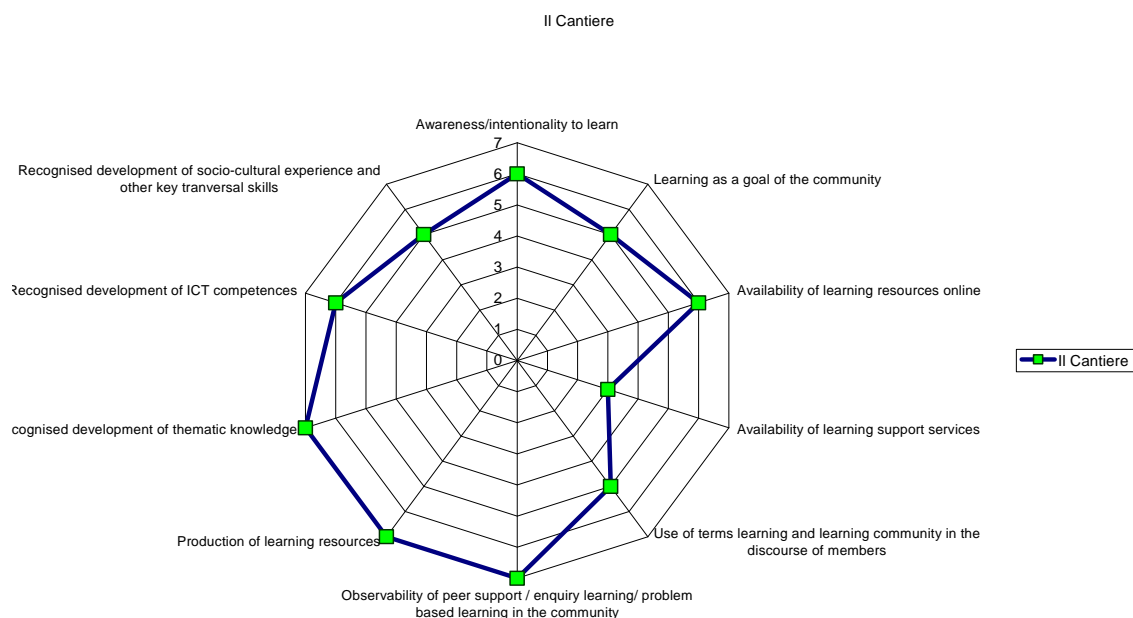 Il Cantiere
Awareness/intentionality to learn
7
6
5
4
3
2
1
0
Learning as a goal of the community
Availability of learning resources online
Availability of learning support services
Use of terms learning and learning community in the
discourse of members
Observability of peer support / enquiry learning/ problem
based learning in the community
Production of learning resources
cognised development of thematic knowledge
Recognised development of ICT competences
Recognised development of socio-cultural experience and
other key tranversal skills
Il Cantiere